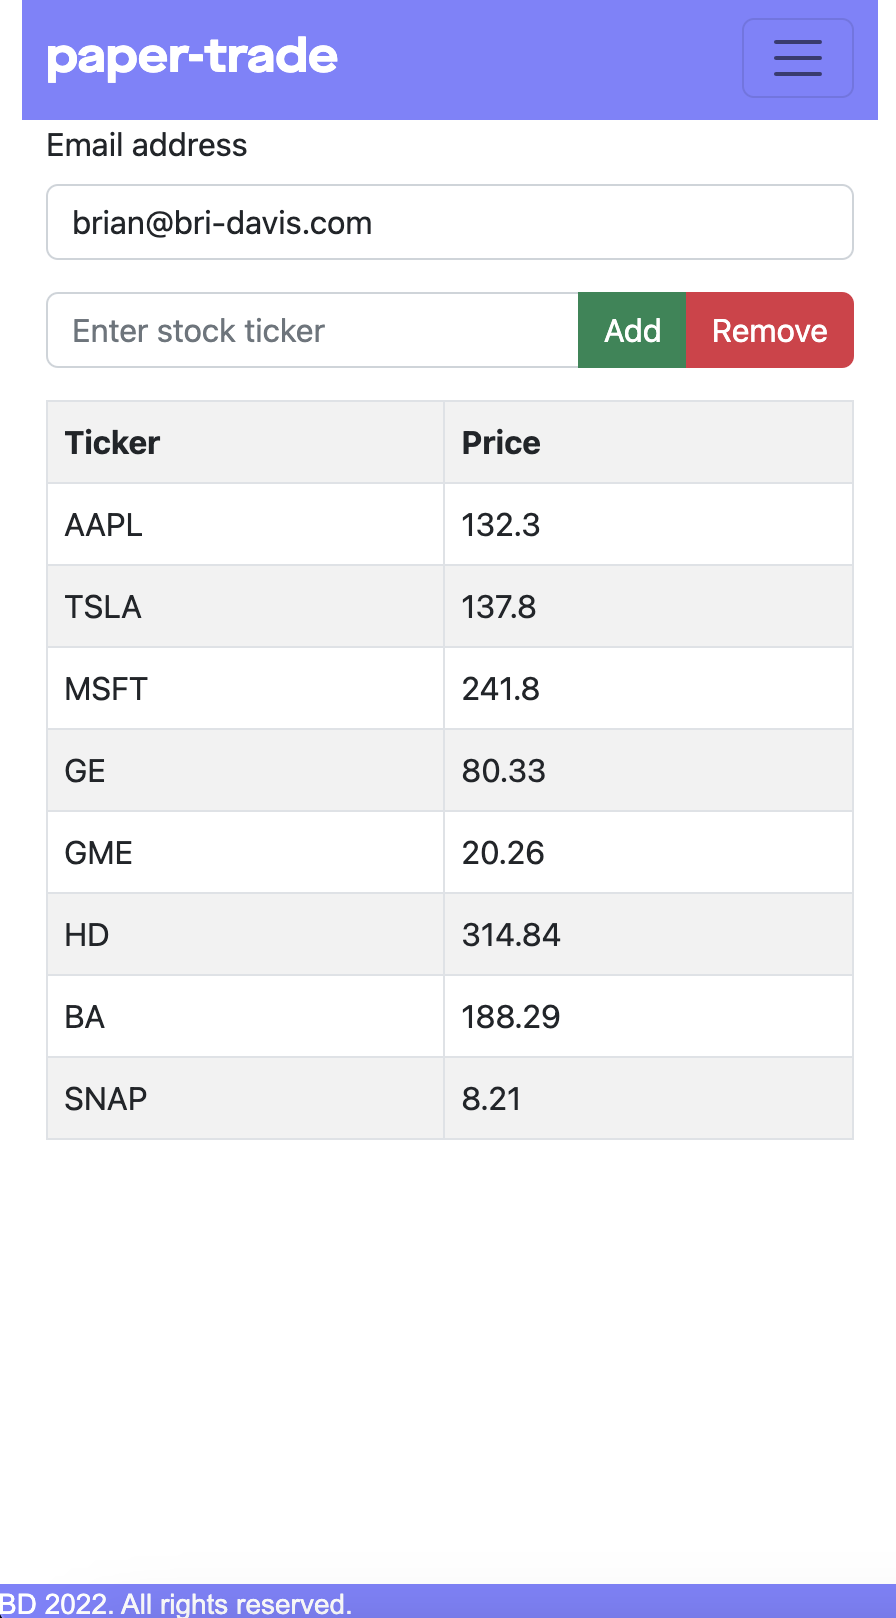 paper-trade
Email address
brian@bri-davis.com
Enter stock ticker Add Remove
Ticker Price
AAPL 132.3
TSLA 137.8
MSFT 241.8
GE 80.33
GME 20.26
HD 314.84
BA 188.29
SNAP 8.21
BD 2022. All rights reserved.